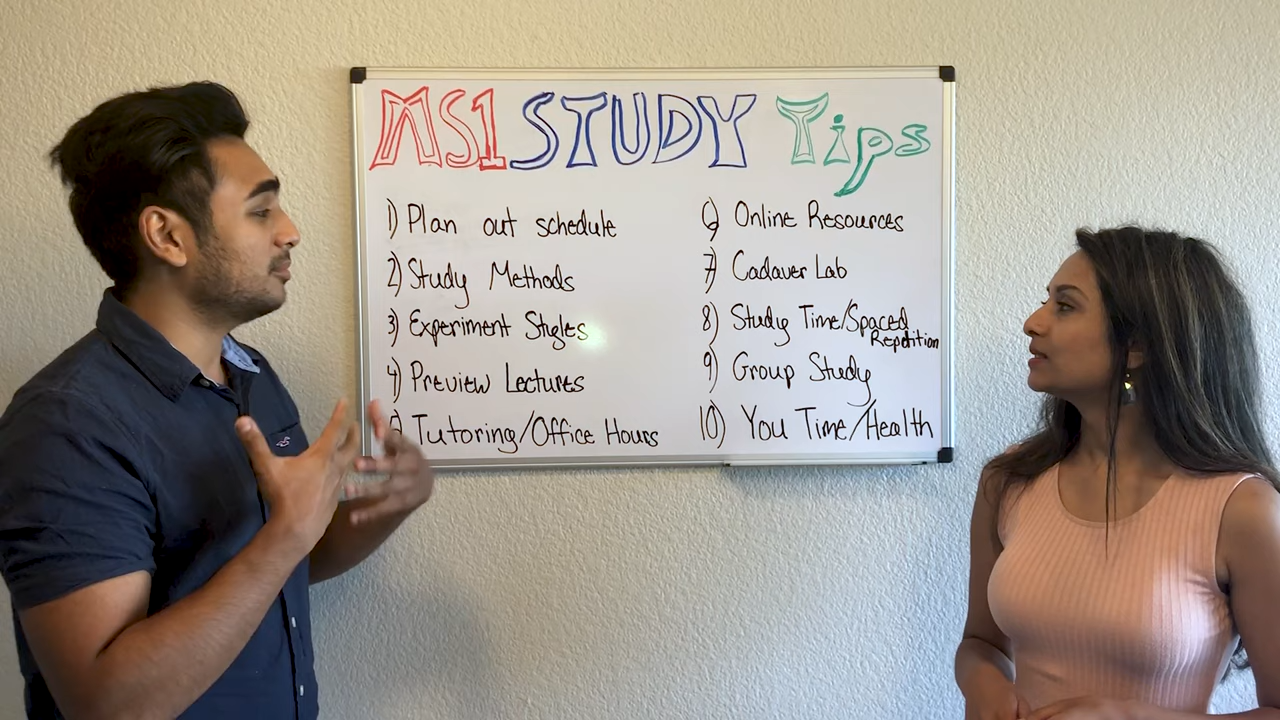 MS1 STUDY Tips
1) Plan out schedule
2) Study Methods
3) Experiment Styles
4) Preview Lectures
Tutoring/Office Hours
6) Online Resources
7) Cadaver Lab
8) Study Time/Spaced
Repetition
9) Group Study
10) You Time/Health